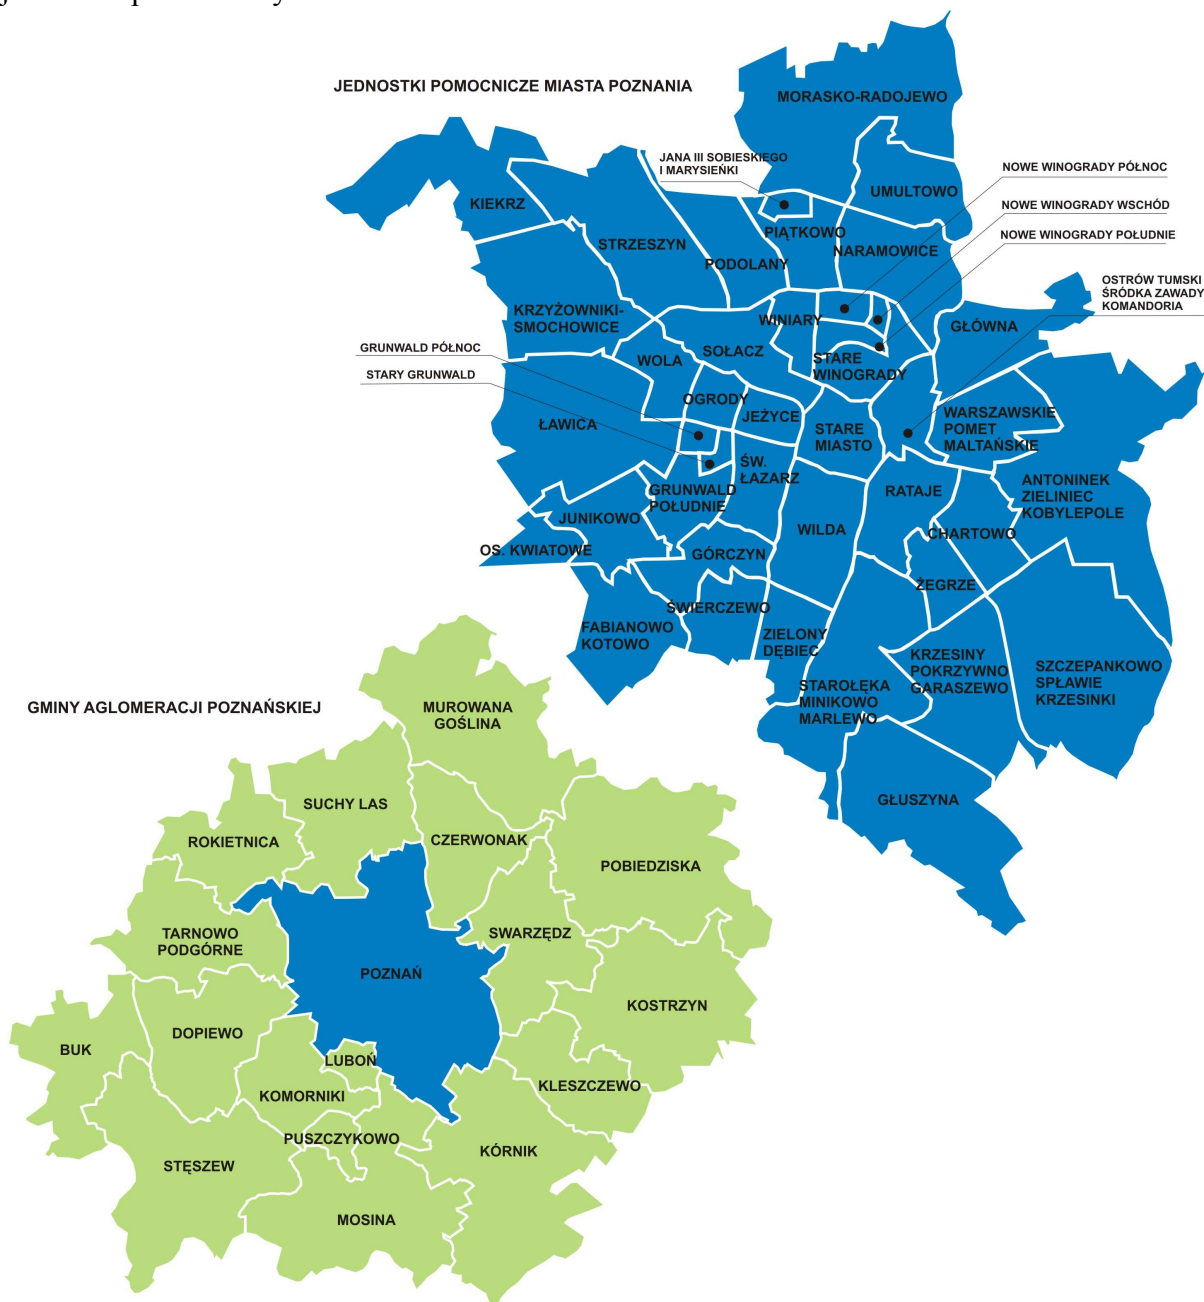 JEDNOSTKI POMOCNICZE MIASTA POZNANIA
MORASKO-RADOJEWO
JANA III SOBIESKIEGO
I MARYSIEŃKI
NOWE WINOGRADY PÓŁNOC
UMULTOWO
KIEKRZ
NOWE WINOGRADY WSCHÓD
PIĄTKOWO
NOWE WINOGRADY POŁUDNIE
STRZESZYN
NARAMOWICE
PODOLANY
OSTRÓW TUMSKI
ŚRÓDKA ZAWADY
KOMANDORIA
KRZYŻOWNIKI-
SMOCHOWICE
WINIARY
GŁÓWNA
GRUNWALD PÓŁNOC
SOŁACZ
WOLA
STARE
WINOGRADY
STARY GRUNWALD
OGRODY
JEŻYCE
WARSZAWSKIE
POMET
MALTAŃSKIE
ŁAWICA
STARE
MIASTO
ŚW.
ŁAZARZ
ANTONINEK
ZIELINIEC
KOBYLEPOLE
GRUNWALD
POŁUDNIE
RATAJE
JUNIKOWO
WILDA
CHARTOWO
OS. KWIATOWE
GÓRCZYN
ŻEGRZE
ŚWIERCZEWO
FABIANOWO
KOTOWO
ZIELONY
DĘBIEC
KRZESINY
POKRZYWNO
GARASZEWO
SZCZEPANKOWO
SPŁAWIE
KRZESINKI
STAROŁĘKA
MINIKOWO
MARLEWO
GŁUSZYNA
GMINY AGLOMERACJI POZNAŃSKIEJ
MUROWANA
GOŚLINA
SUCHY LAS
ROKIETNICA
CZERWONAK
POBIEDZISKA
TARNOWO
PODGÓRNE
SWARZĘDZ
POZNAŃ
KOSTRZYN
DOPIEWO
BUK
LUBOŃ
KLESZCZEWO
KOMORNIKI
PUSZCZYKOWO
KÓRNIK
STĘSZEW
MOSINA